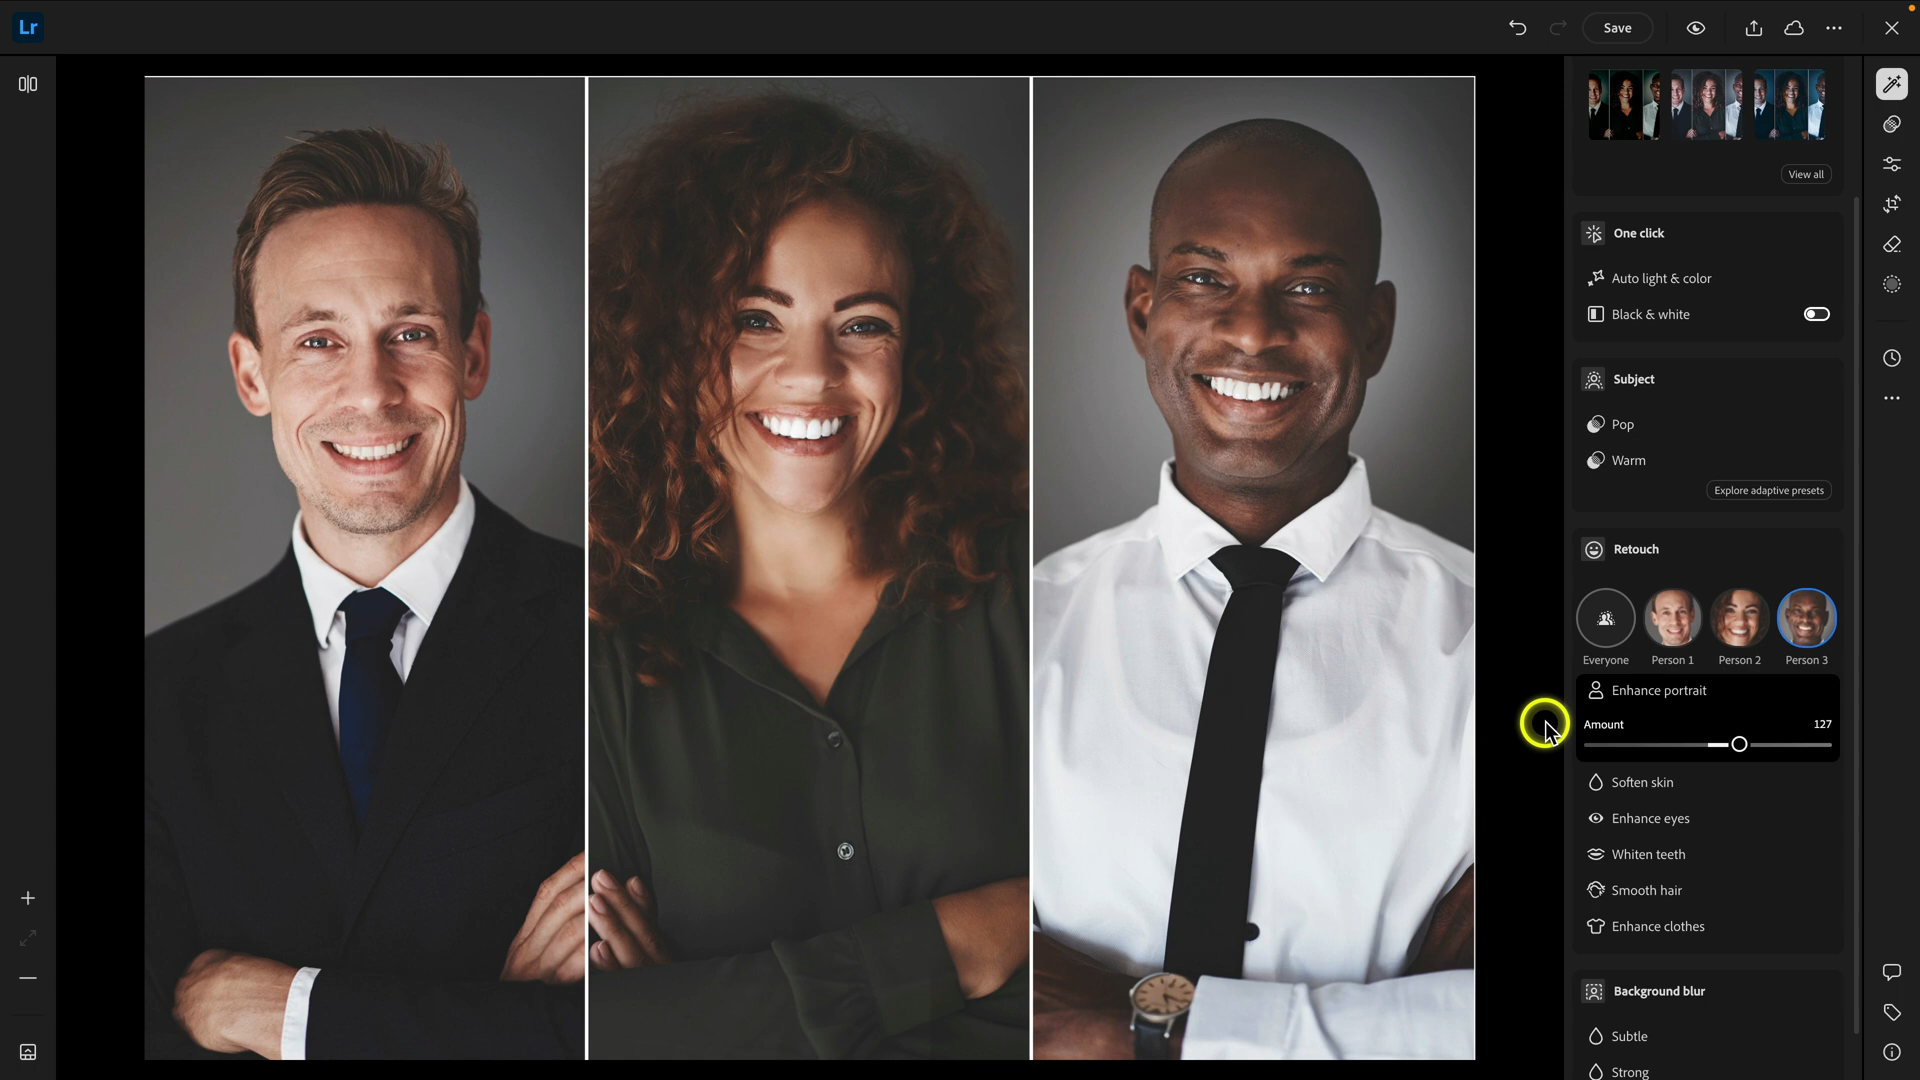 Lr
Save
View all
One click
Auto light & color
Black & white
Subject
Pop
Warm
Explore adaptive presets
Retouch
Everyone
Person 1
Person 2
Person 3
Enhance portrait
Amount 127
Soften skin
Enhance eyes
Whiten teeth
Smooth hair
Enhance clothes
Background blur
Subtle
Strong